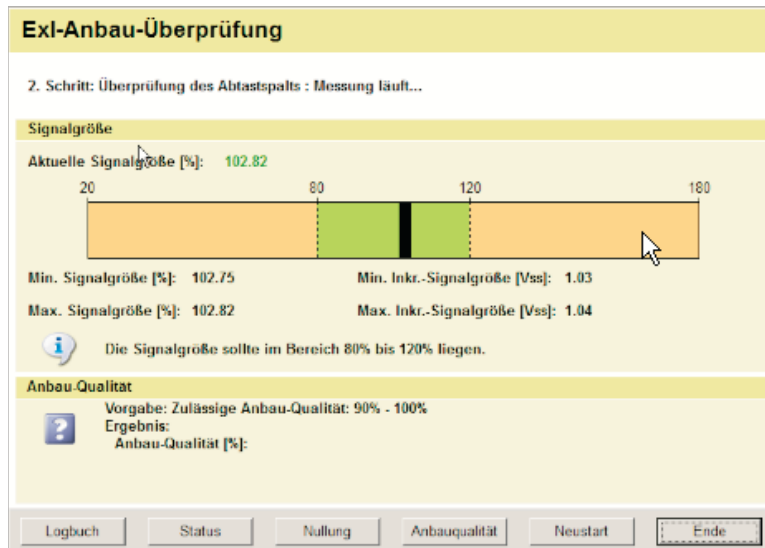 ExI-Anbau-Überprüfung
2. Schritt: Überprüfung des Abtastspalts : Messung läuft...
Signalgröße
Aktuelle Signalgröße [%]: 102.82
20 80 120 180
Min. Signalgröße [%]: 102.75 Min. Inkr.-Signalgröße [Vss]: 1.03
Max. Signalgröße [%]: 102.82 Max. Inkr.-Signalgröße [Vss]: 1.04
Die Signalgröße sollte im Bereich 80% bis 120% liegen.
Anbau-Qualität
Vorgabe: Zulässige Anbau-Qualität: 90% - 100%
Ergebnis:
Anbau-Qualität [%]:
Logbuch Status Nullung Anbauqualität Neustart Ende